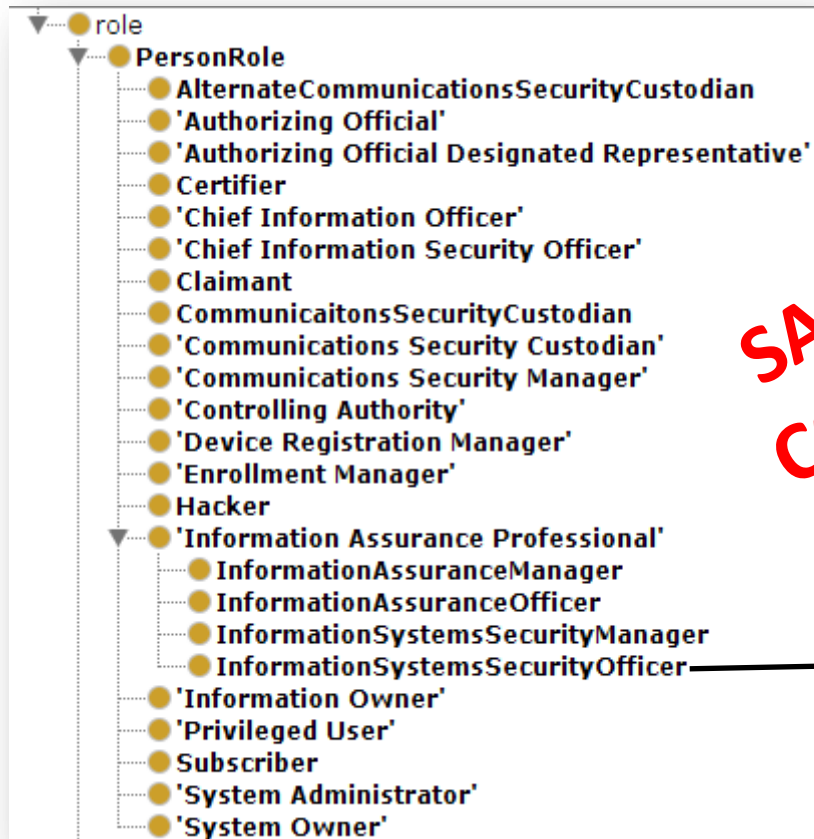 role
PersonRole
AlternateCommunicationsSecurityCustodian
'Authorizing Official'
'Authorizing Official Designated Representative'
Certifier
'Chief Information Officer'
'Chief Information Security Officer'
Claimant
CommunicaitonsSecurityCustodian
'Communications Security Custodian'
'Communications Security Manager'
'Controlling Authority'
'Device Registration Manager'
'Enrollment Manager'
Hacker
'Information Assurance Professional'
InformationAssuranceManager
InformationAssuranceOfficer
InformationSystemsSecurityManager
InformationSystemsSecurityOfficer
'Information Owner'
'Privileged User'
Subscriber
'System Administrator'
'System Owner'